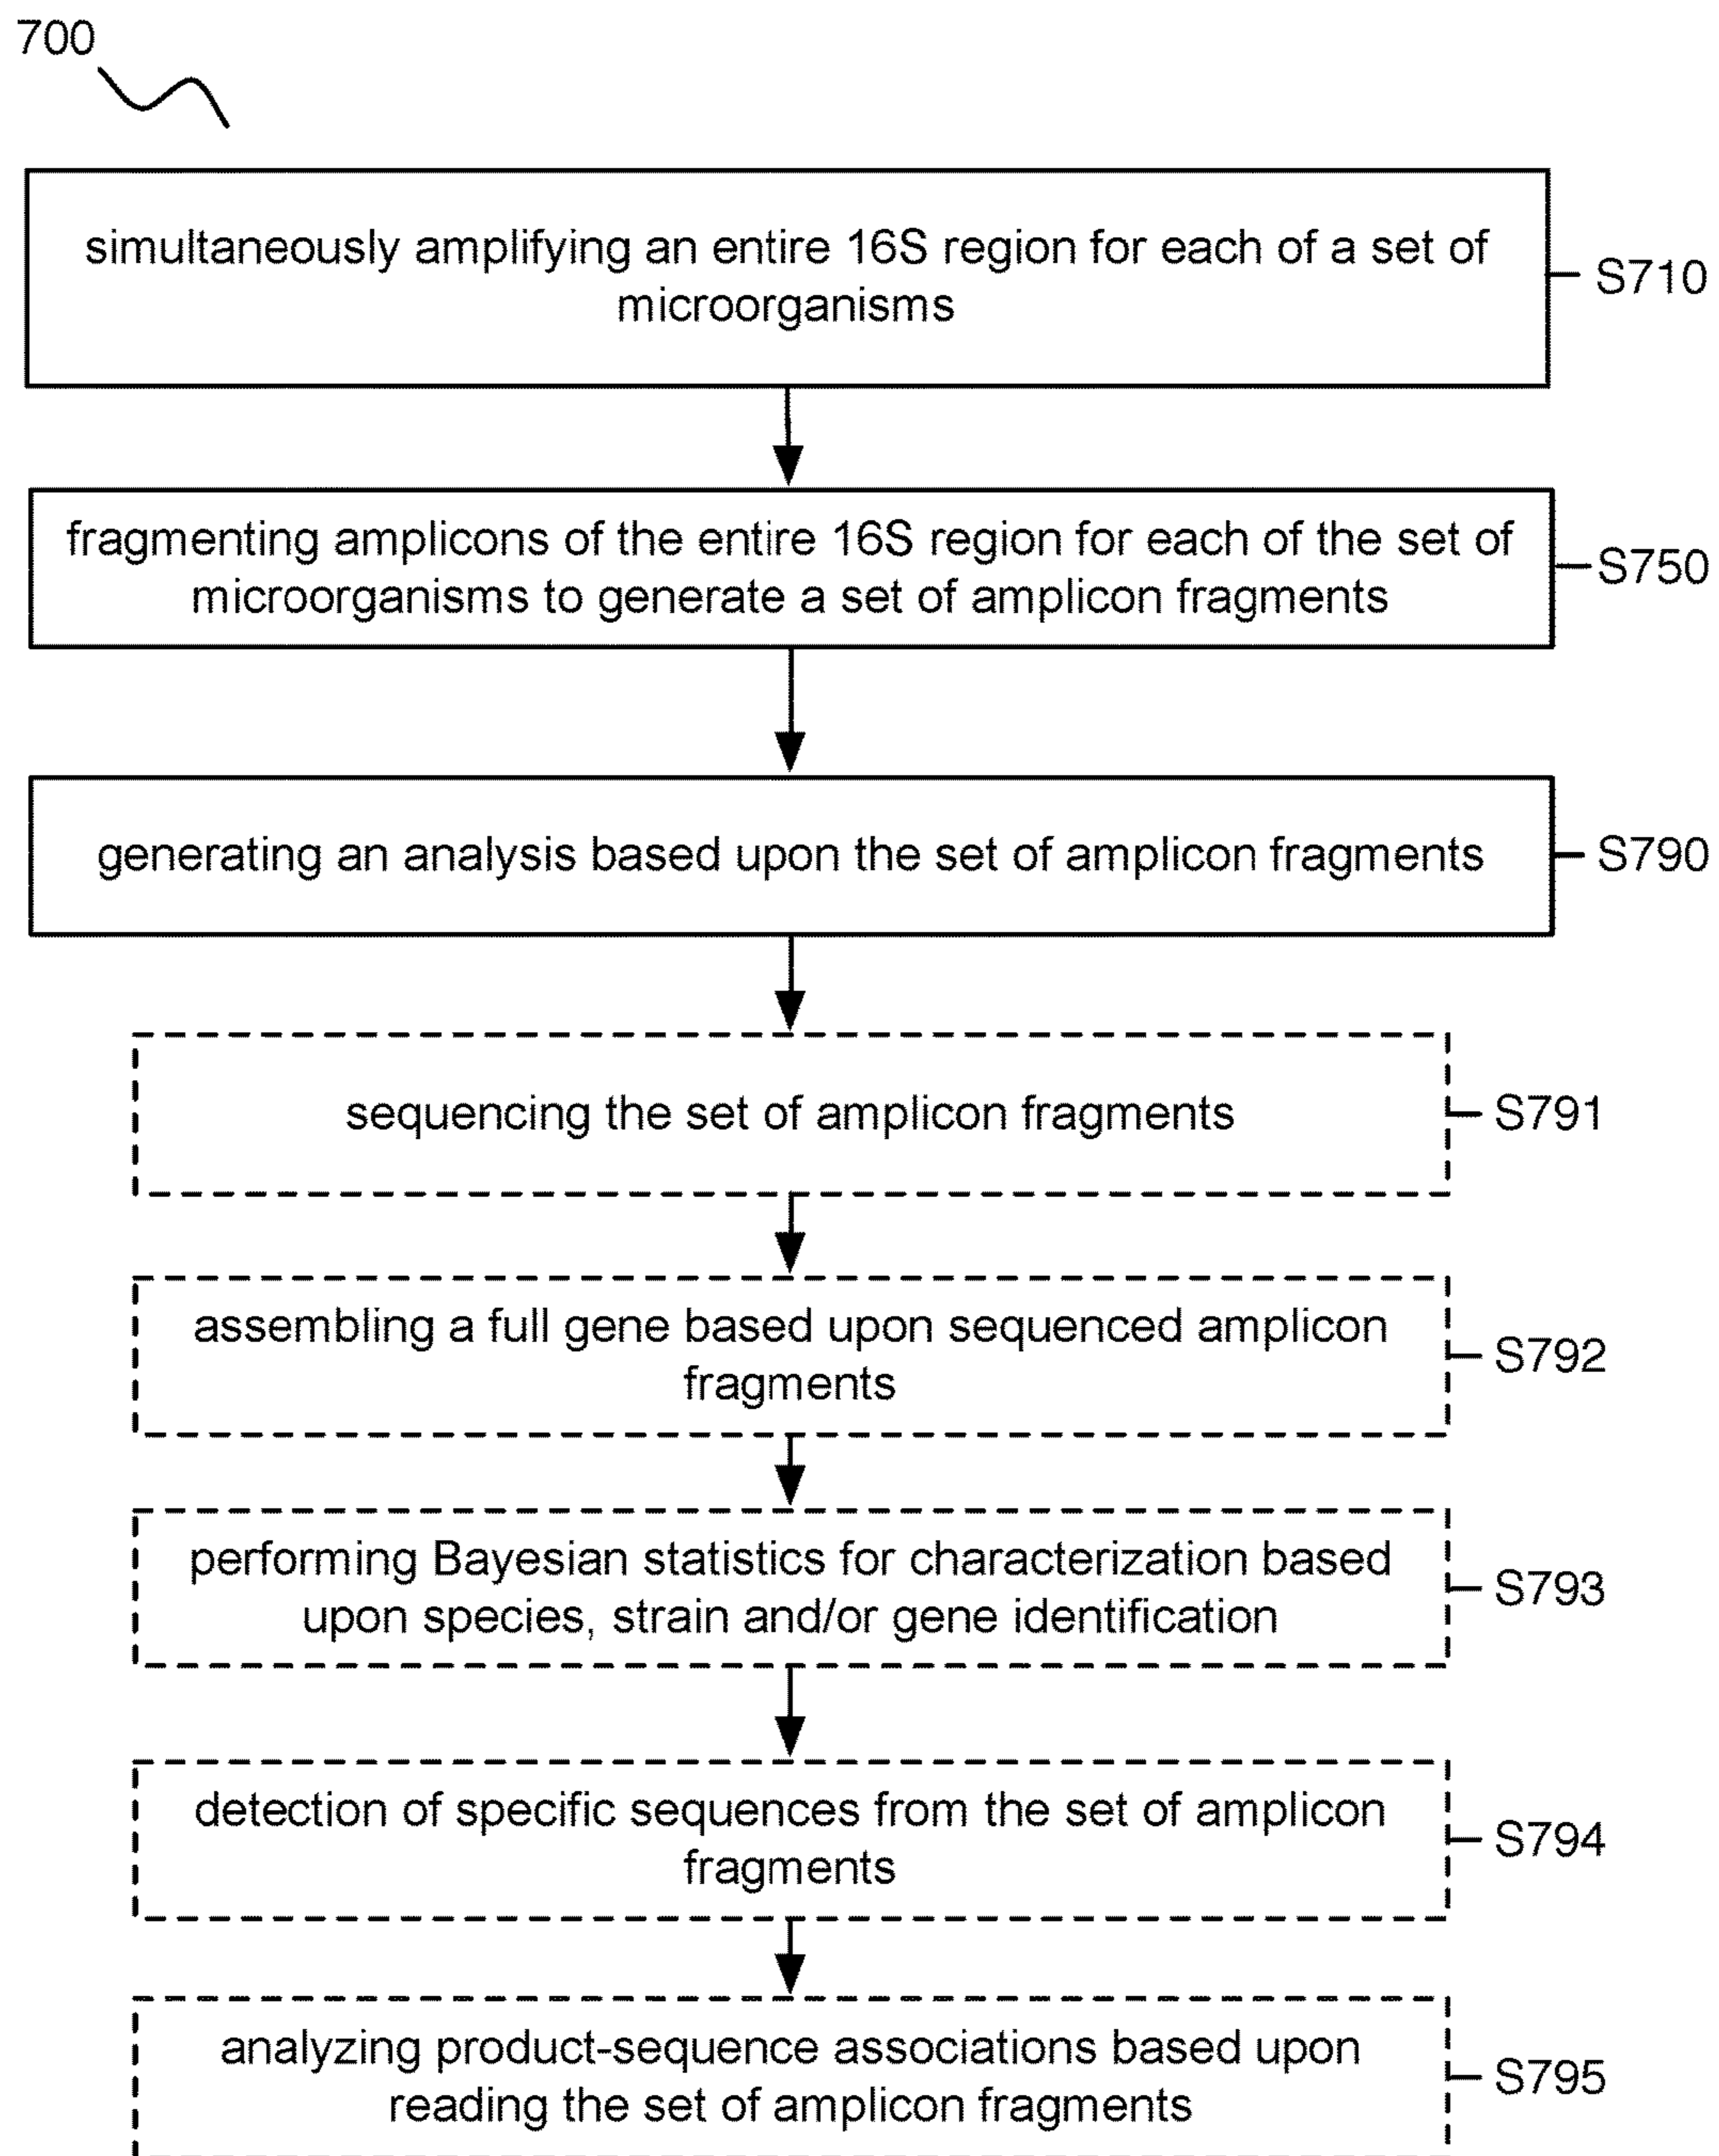 700
simultaneously amplifying an entire 16S region for each of a set of
microorganisms
S710
fragmenting amplicons of the entire 16S region for each of the set of
microorganisms to generate a set of amplicon fragments
S750
generating an analysis based upon the set of amplicon fragments
S790
sequencing the set of amplicon fragments
S791
assembling a full gene based upon sequenced amplicon
fragments
S792
performing Bayesian statistics for characterization based
upon species, strain and/or gene identification
S793
detection of specific sequences from the set of amplicon
fragments
S794
analyzing product-sequence associations based upon
reading the set of amplicon fragments
S795